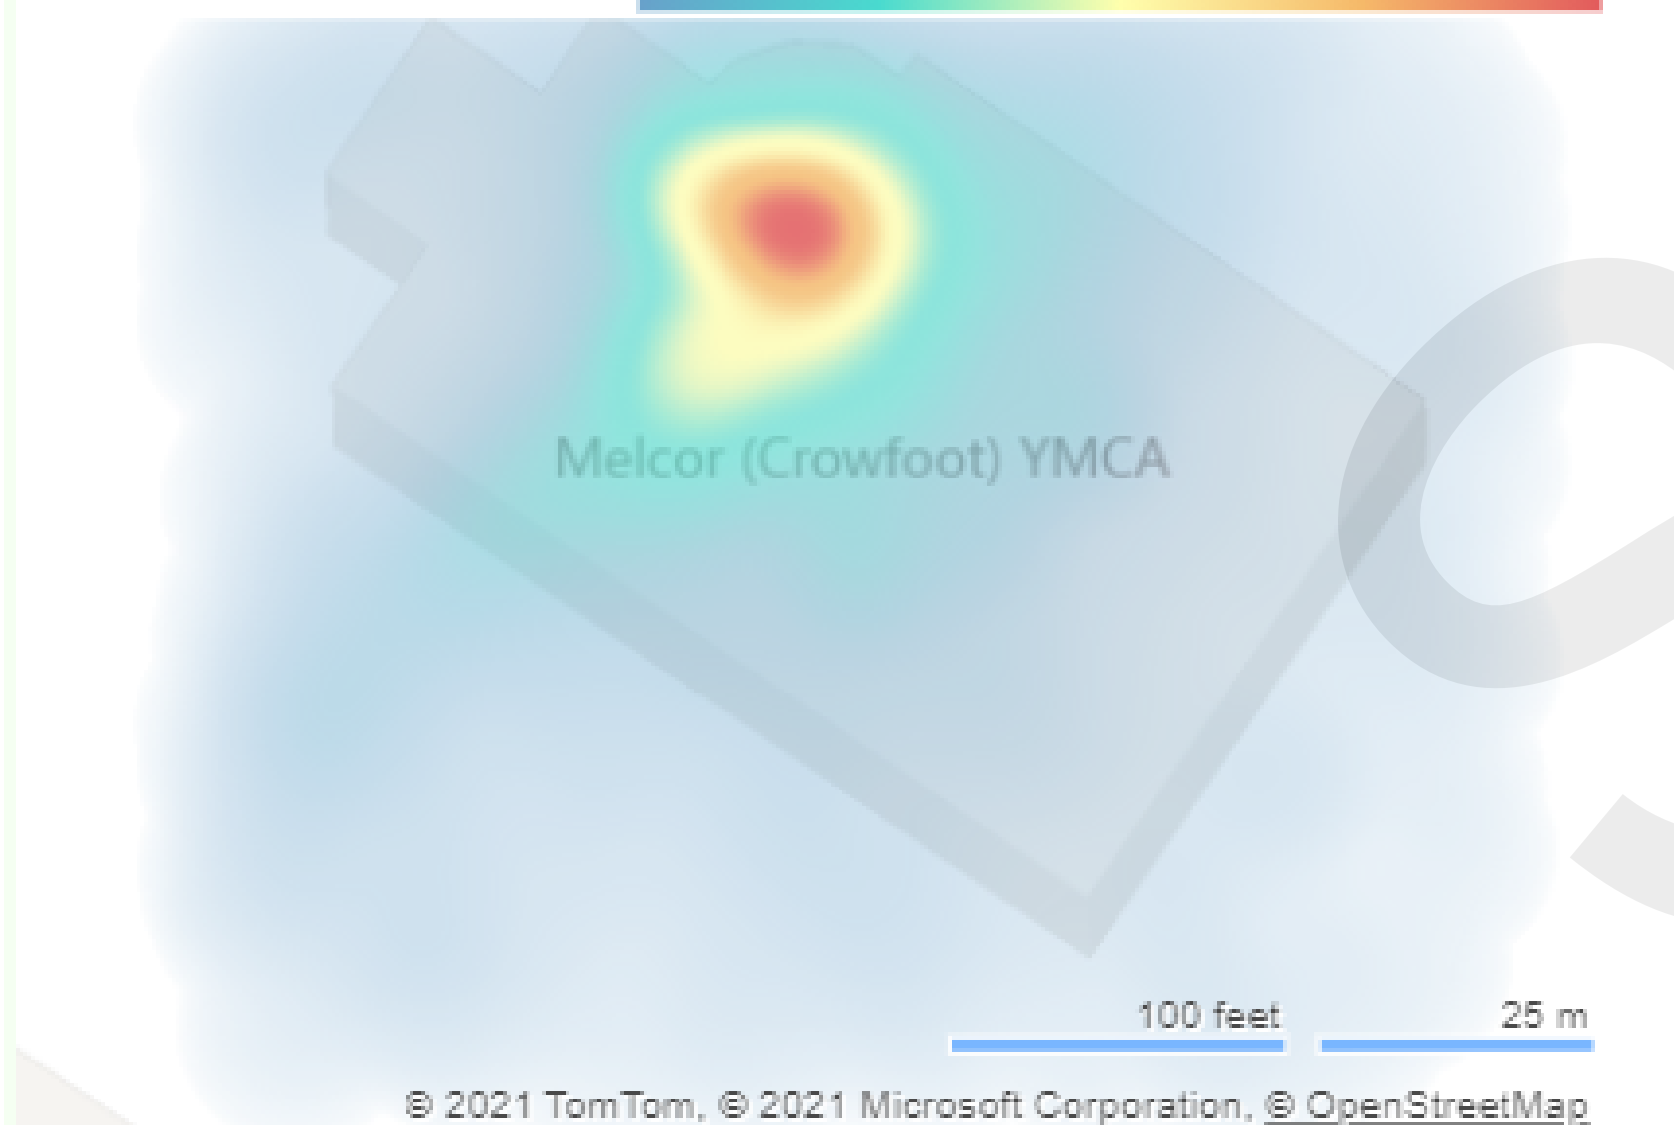 Melcor (Crowfoot) YMCA
100 feet 25 m
© 2021 TomTom, © 2021 Microsoft Corporation, © OpenStreetMap